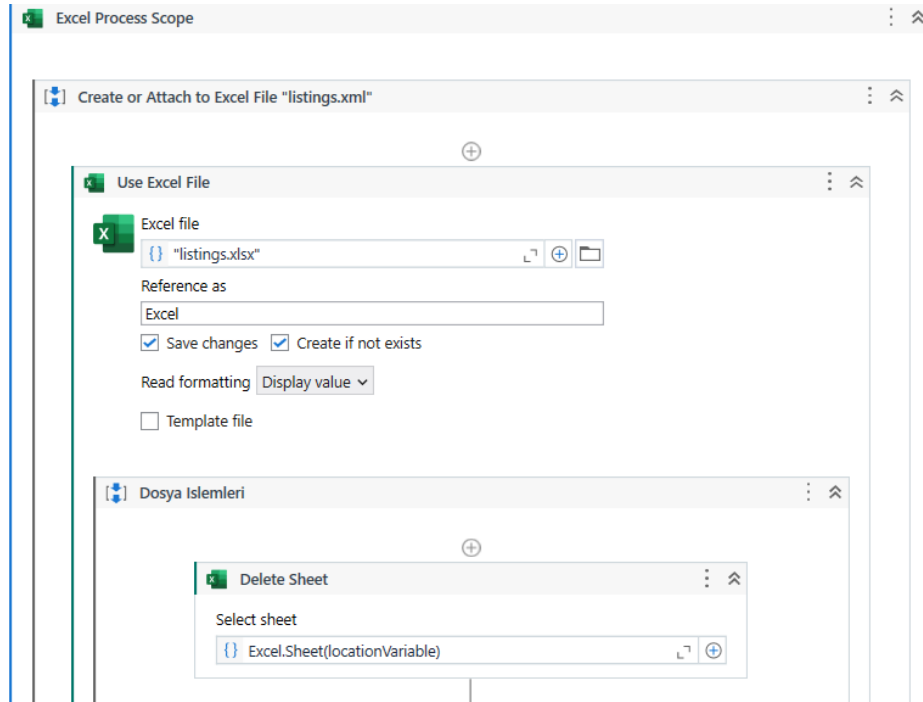 Excel Process Scope
Create or Attach to Excel File "listings.xml"
Use Excel File
Excel file
{} "listings.xlsx"
Reference as
Excel
Save changes Create if not exists
Read formatting Display value
Template file
Dosya Islemleri
Delete Sheet
Select sheet
{} Excel.Sheet(locationVariable)